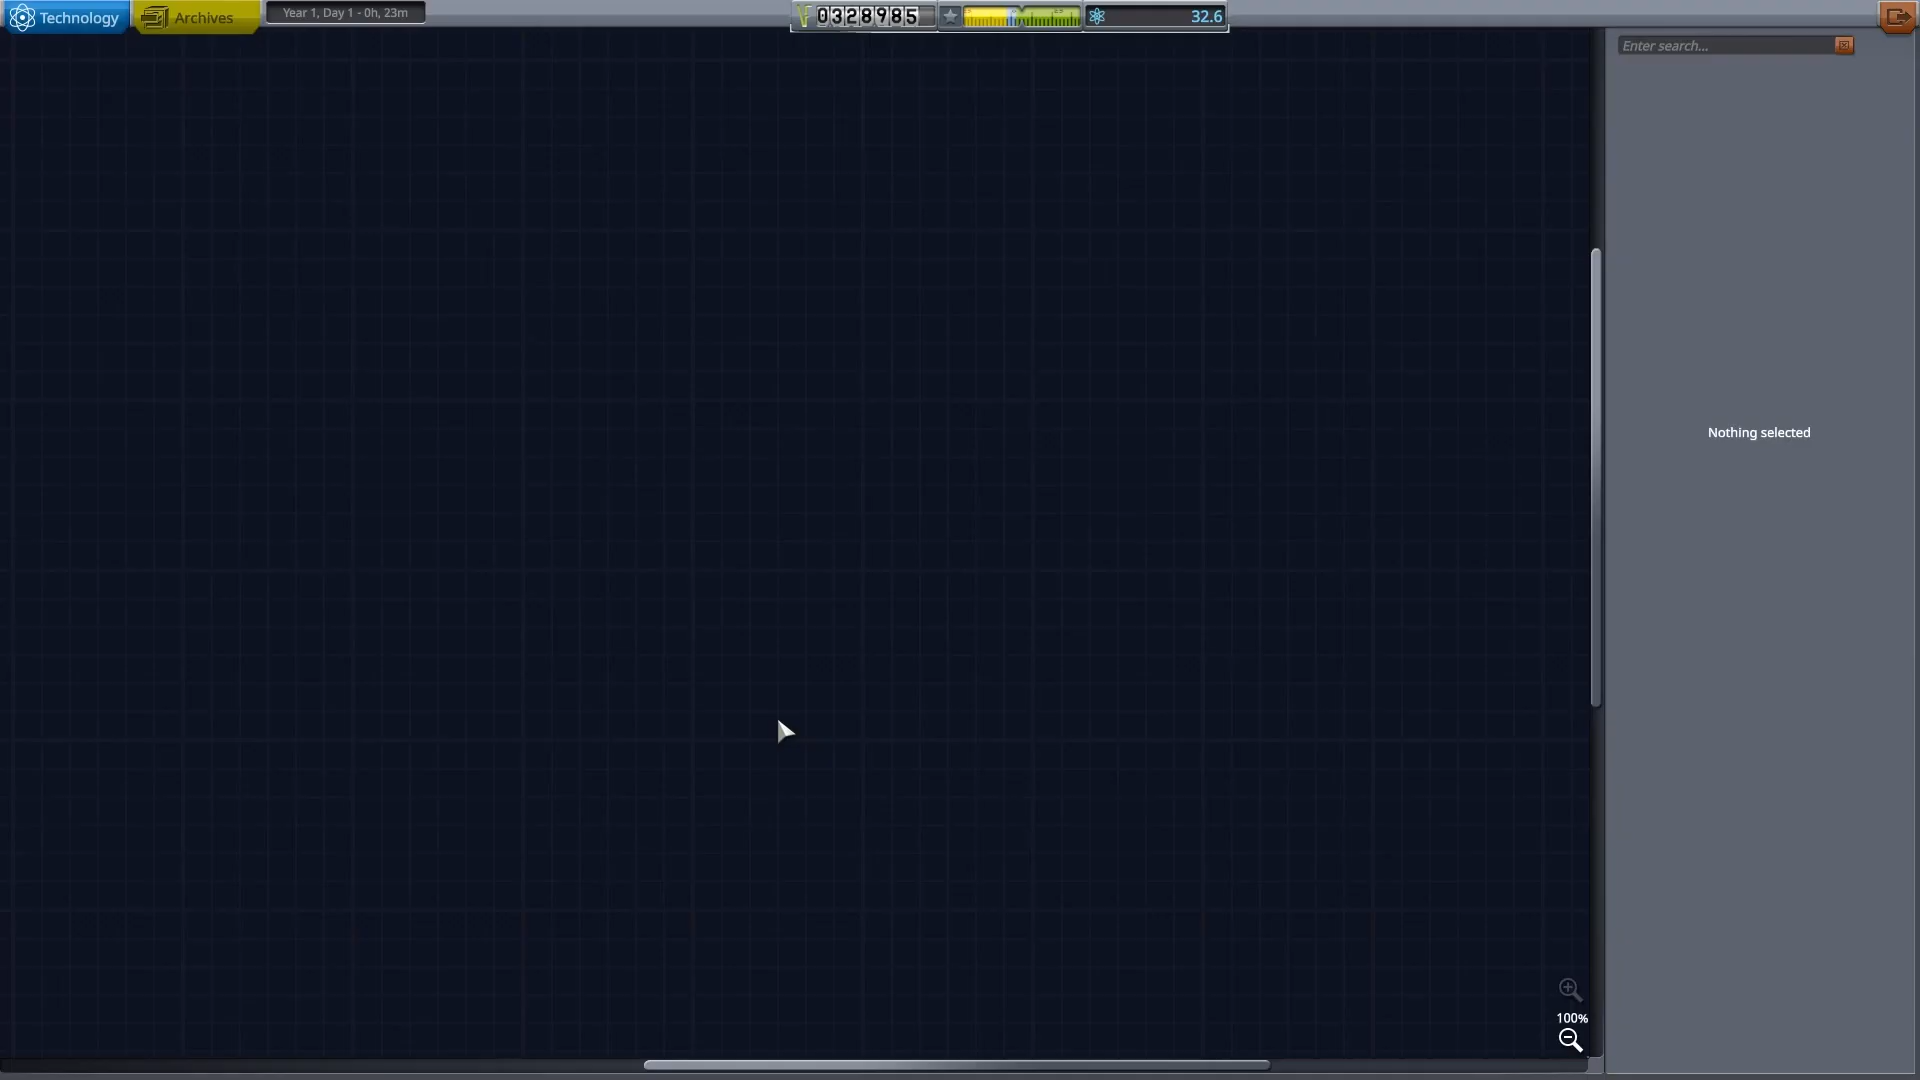 Technology
Archives
Year 1, Day 1 - 0h, 23m
0328985
32.6
Enter search...
Nothing selected
100%